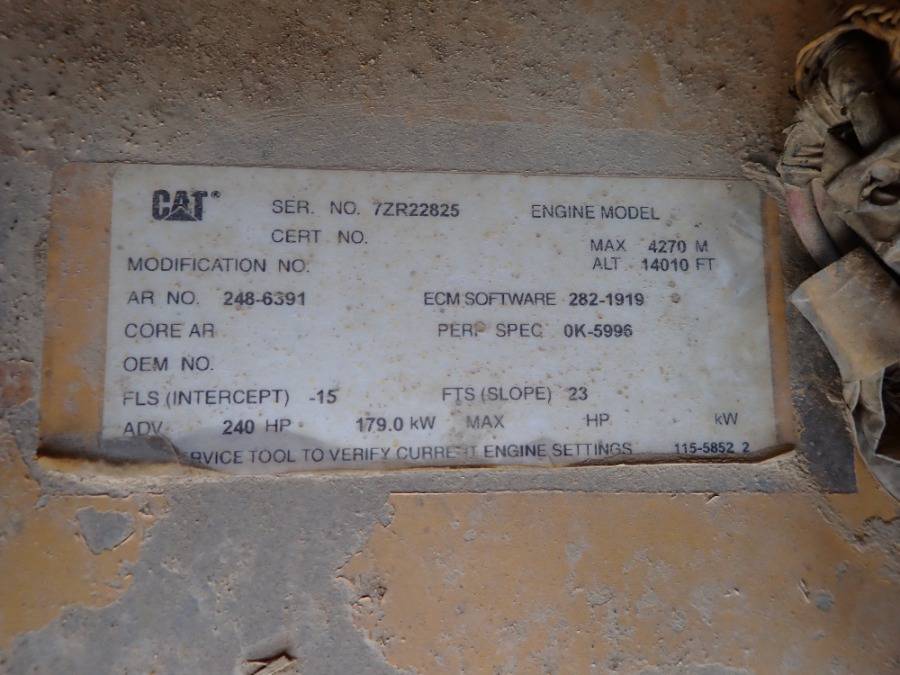 CAT® SER. NO. 7ZR22825 ENGINE MODEL
CERT NO.
MAX 4270 M
MODIFICATION NO. ALT 14010 FT
AR NO. 248-6391 ECM SOFTWARE 282-1919
CORE AR PERF SPEC 0K-5996
OEM NO.
FLS (INTERCEPT) -15 FTS (SLOPE) 23
ADV 240 HP 179.0 kW MAX HP kW
TOOL TO VERIFY CURRENT ENGINE SETTINGS 115-5852 2